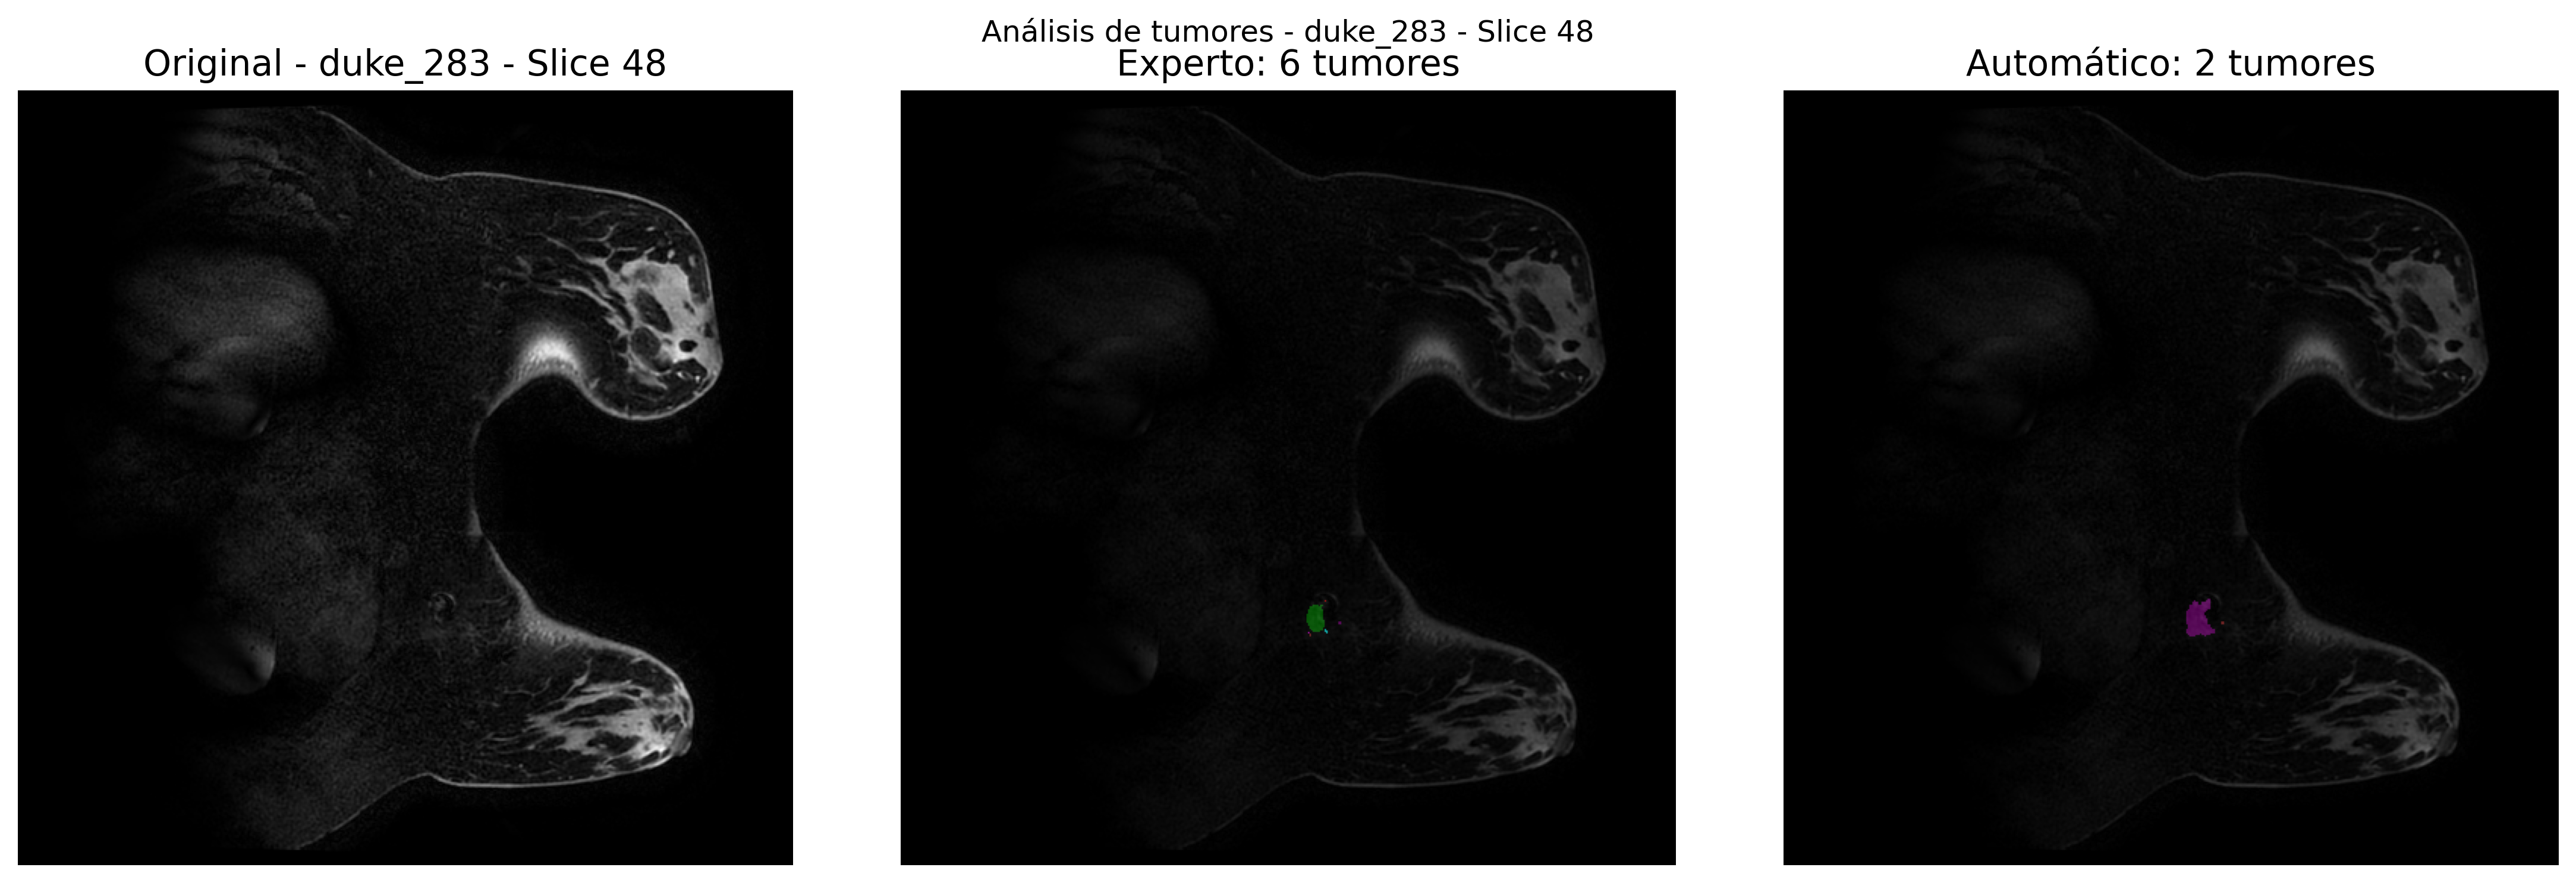 Análisis de tumores - duke_283 - Slice 48
Original - duke_283 - Slice 48
Experto: 6 tumores
Automático: 2 tumores